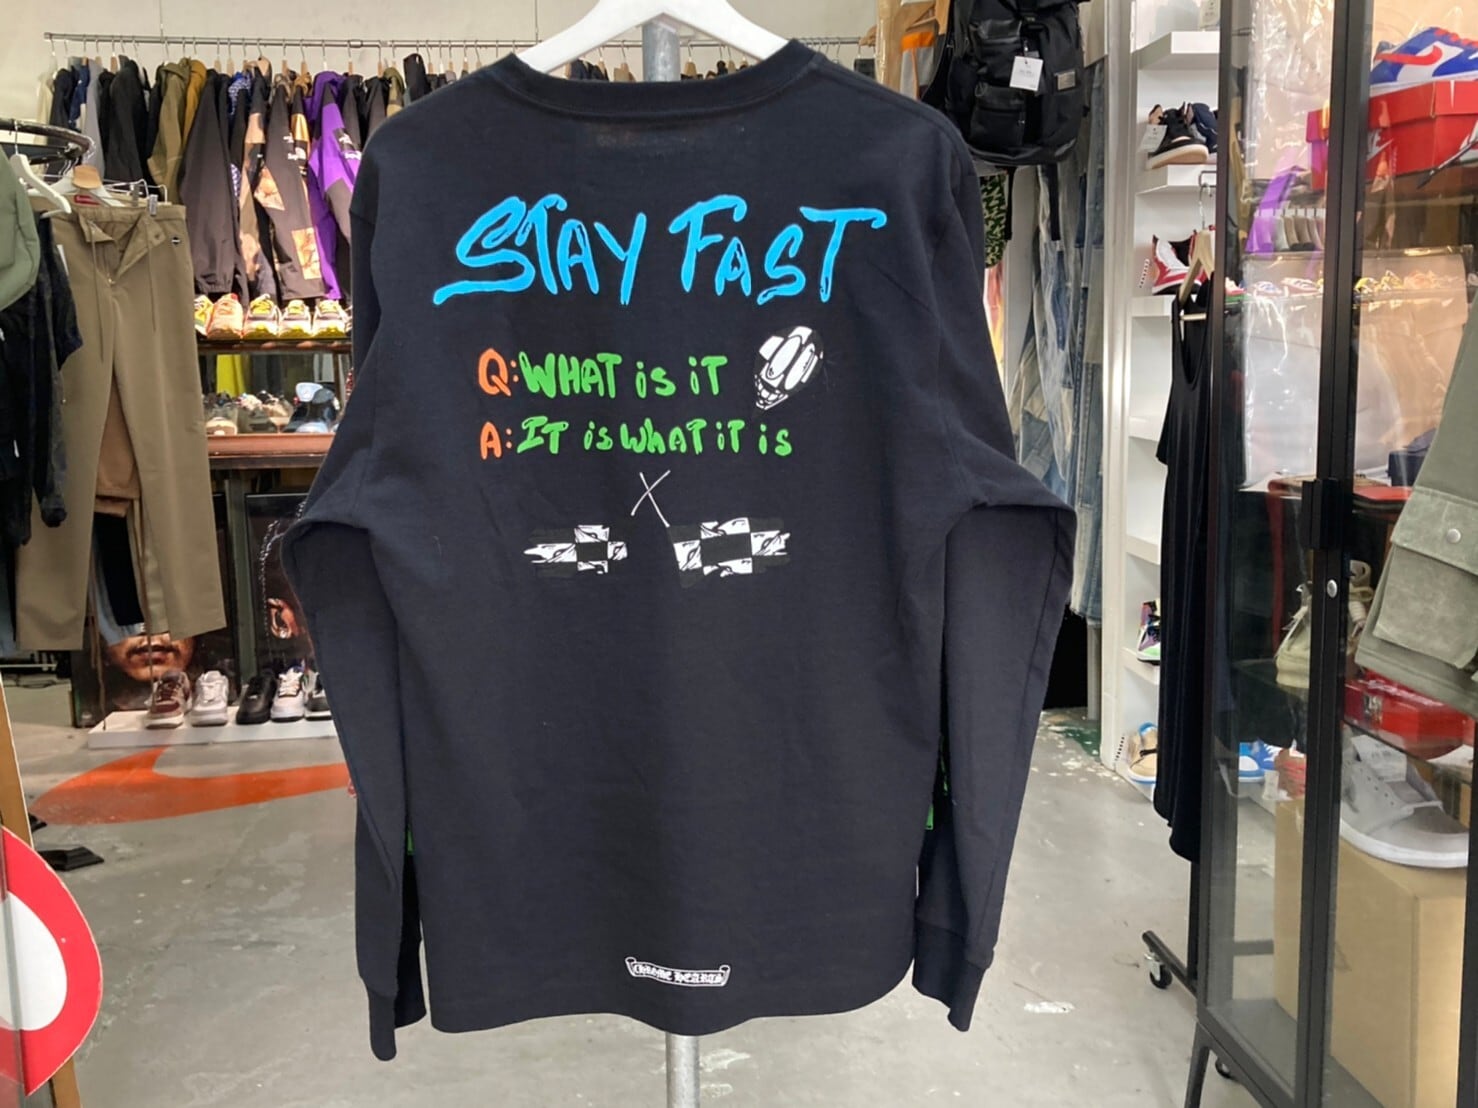 STAY FAST
Q: WHAT iS iT
A: IT iS WHAT iT iS
CHROME HEARTS